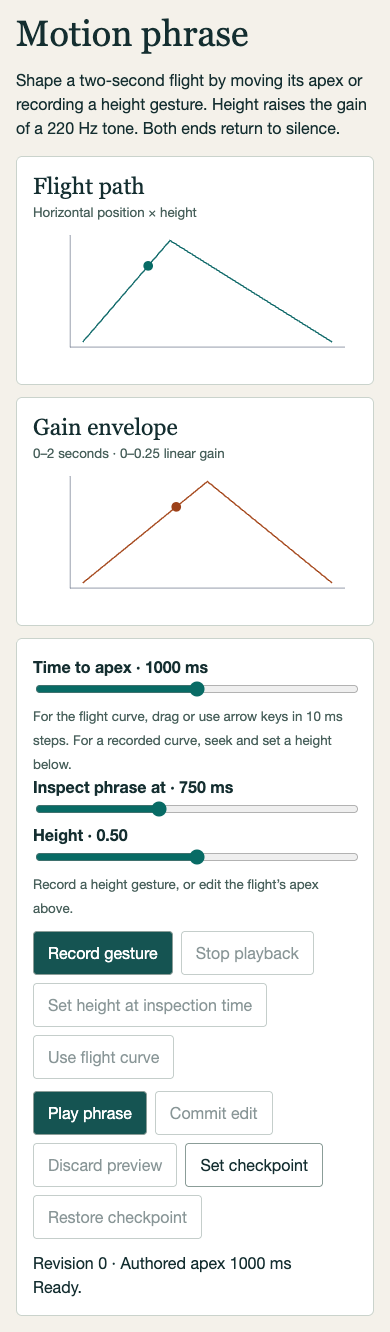 Motion phrase
Shape a two-second flight by moving its apex or
recording a height gesture. Height raises the gain
of a 220 Hz tone. Both ends return to silence.
Flight path
Horizontal position × height
Gain envelope
0–2 seconds · 0–0.25 linear gain
Time to apex · 1000 ms
For the flight curve, drag or use arrow keys in 10 ms
steps. For a recorded curve, seek and set a height
below.
Inspect phrase at · 750 ms
Height · 0.50
Record a height gesture, or edit the flight’s apex
above.
Record gesture
Stop playback
Set height at inspection time
Use flight curve
Play phrase
Commit edit
Discard preview
Set checkpoint
Restore checkpoint
Revision 0 · Authored apex 1000 ms
Ready.